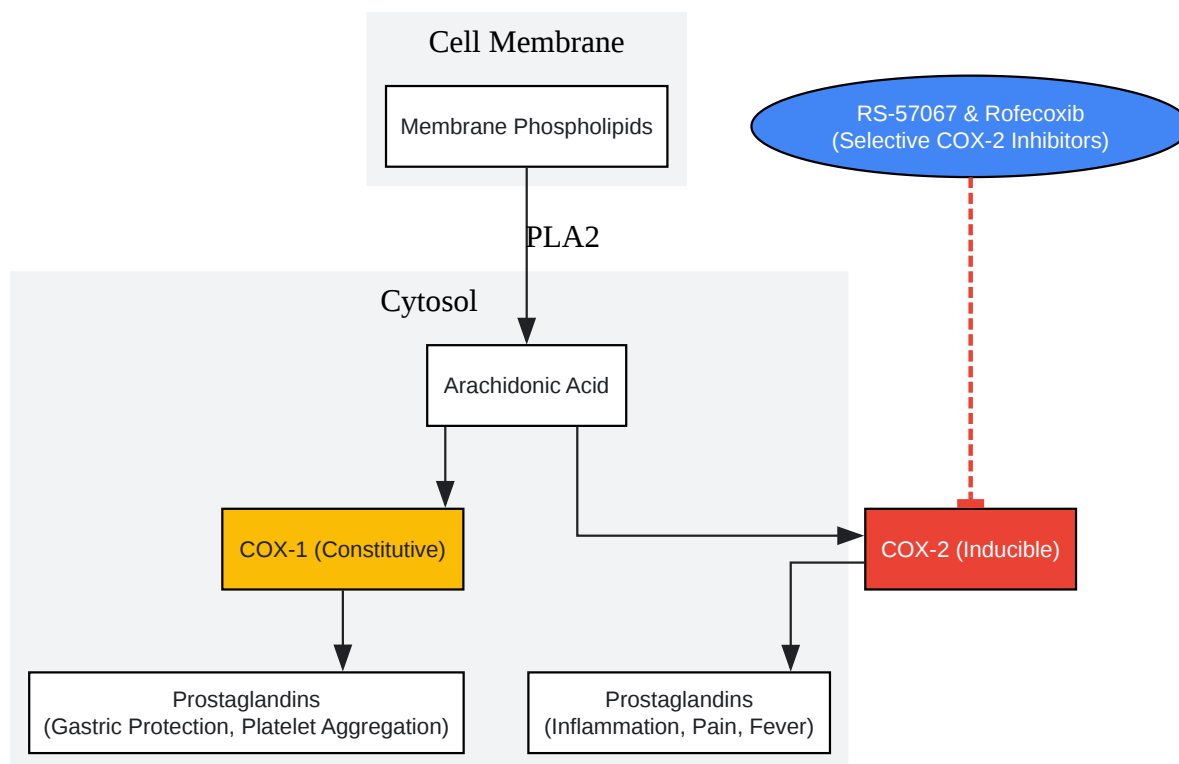 Cell Membrane
Membrane Phospholipids
RS-57067 & Rofecoxib
(Selective COX-2 Inhibitors)
PLA2
Cytosol
Arachidonic Acid
COX-1 (Constitutive)
COX-2 (Inducible)
Prostaglandins
(Gastric Protection, Platelet Aggregation)
Prostaglandins
(Inflammation, Pain, Fever)